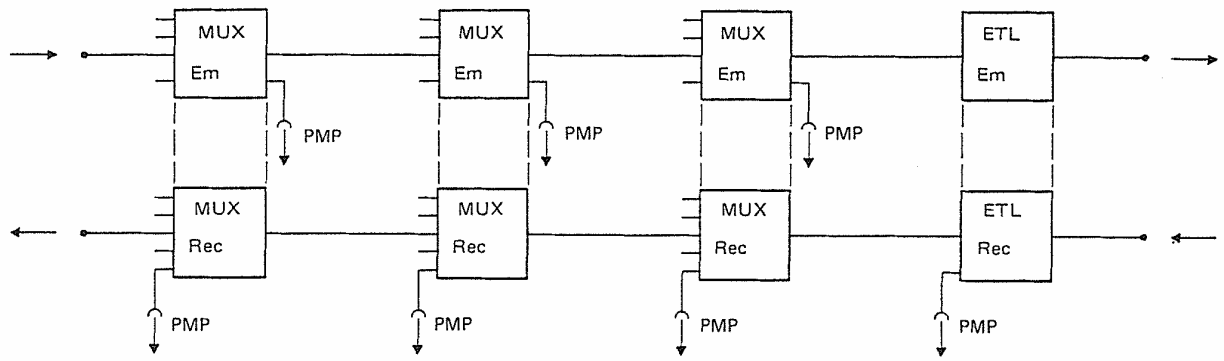 MUX MUX MUX ETL
Em Em Em Em
PMP PMP PMP
MUX MUX MUX ETL
Rec Rec Rec Rec
PMP PMP PMP PMP